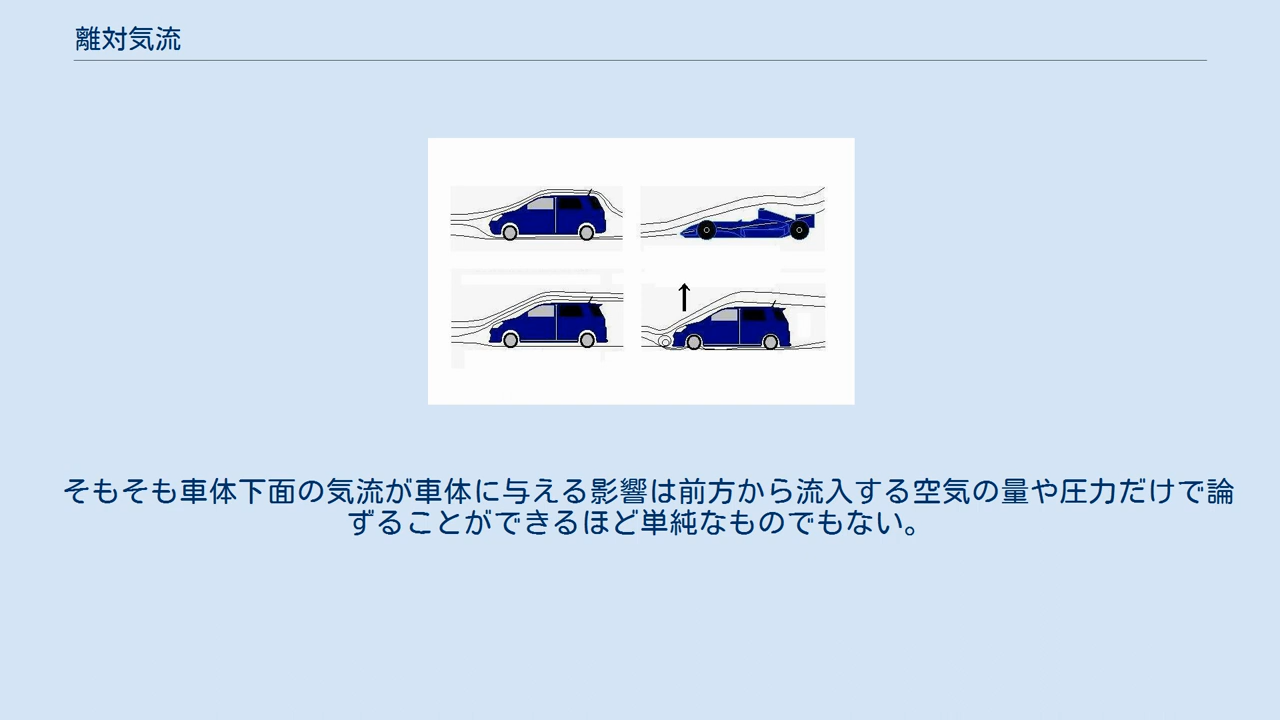 離対気流
そもそも車体下面の気流が車体に与える影響は前方から流入する空気の量や圧力だけで論
ずることができるほど単純なものでもない。